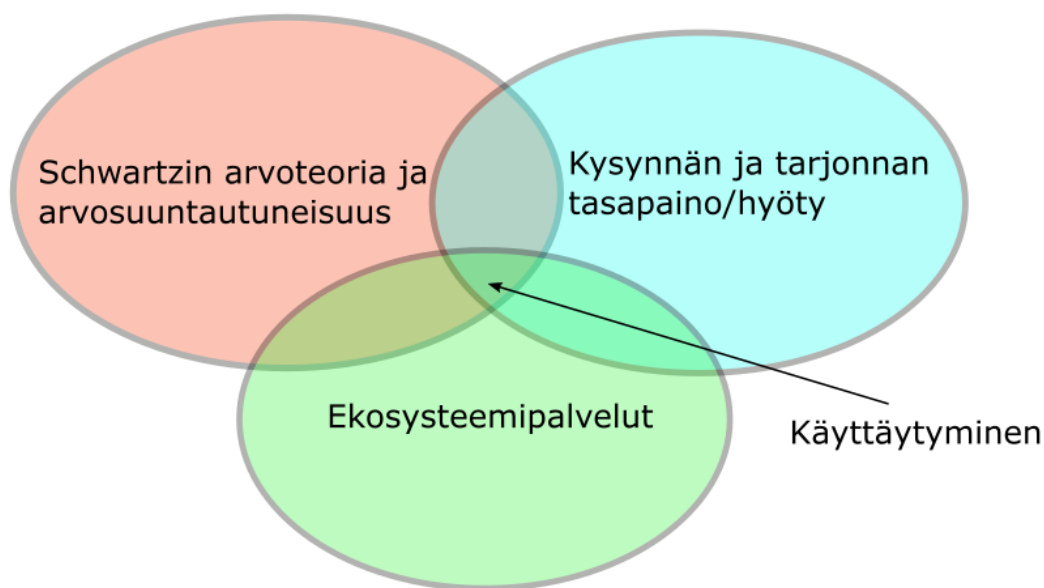 Schwartzin arvoteoria ja
arvosuuntautuneisuus
Kysynnän ja tarjonnan
tasapaino/hyöty
Ekosysteemipalvelut
Käyttäytyminen